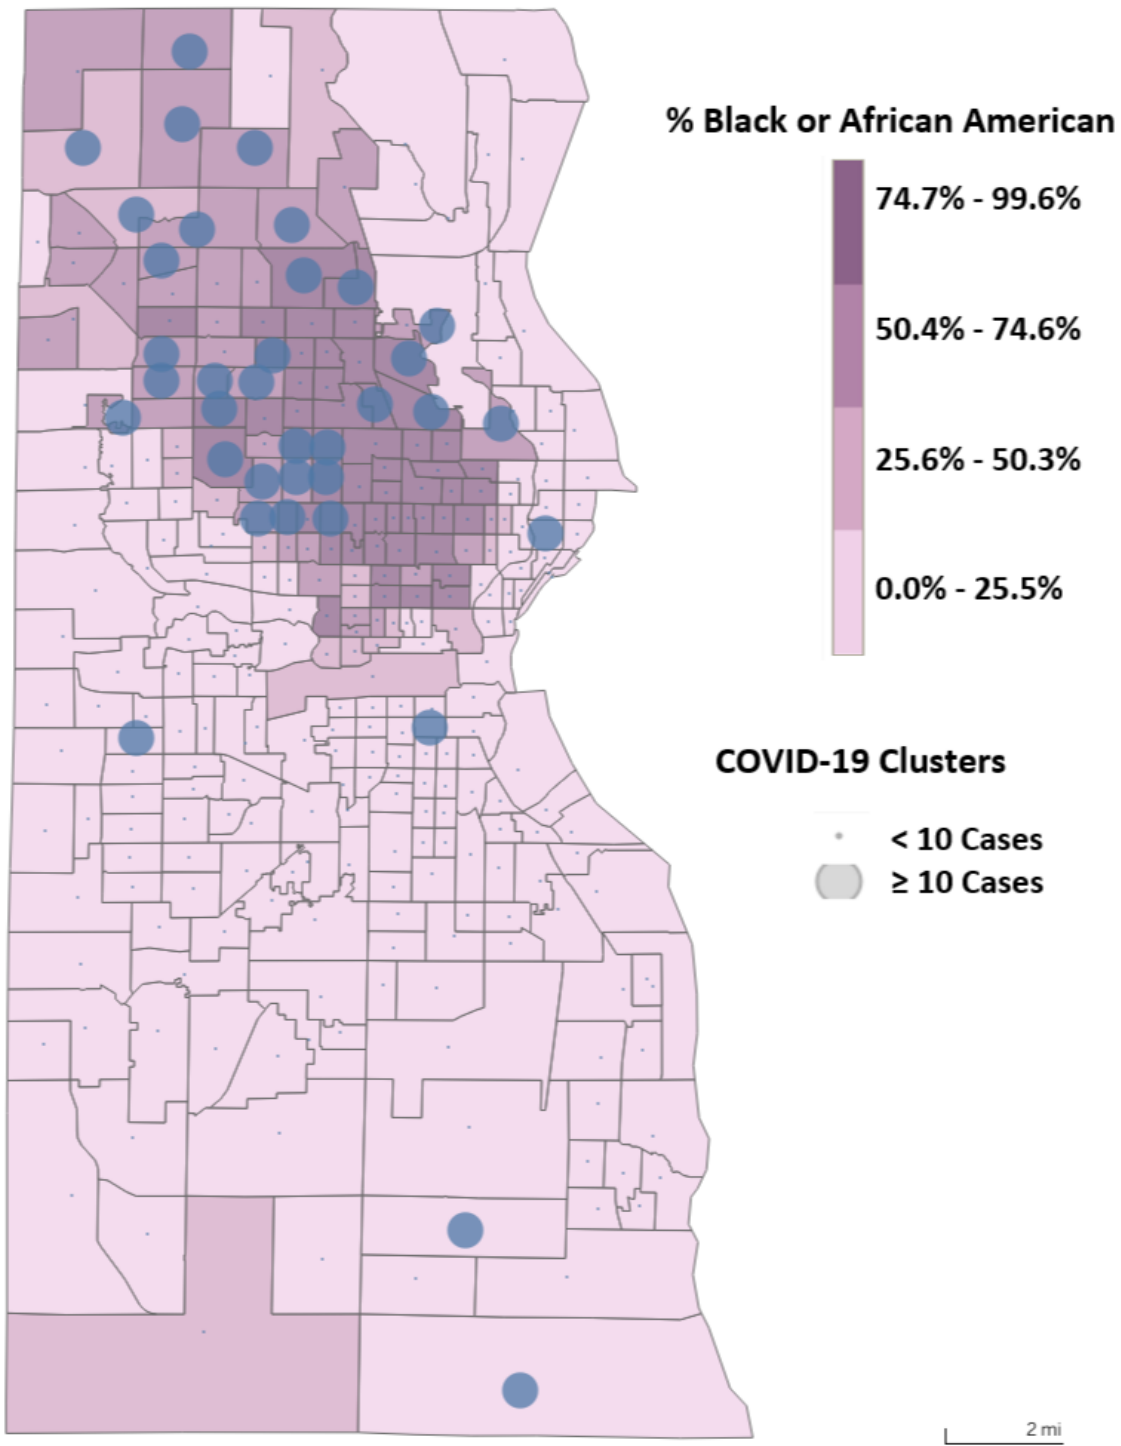 % Black or African American
74.7% - 99.6%
50.4% - 74.6%
25.6% - 50.3%
0.0% - 25.5%
COVID-19 Clusters
< 10 Cases
≥ 10 Cases
2 mi